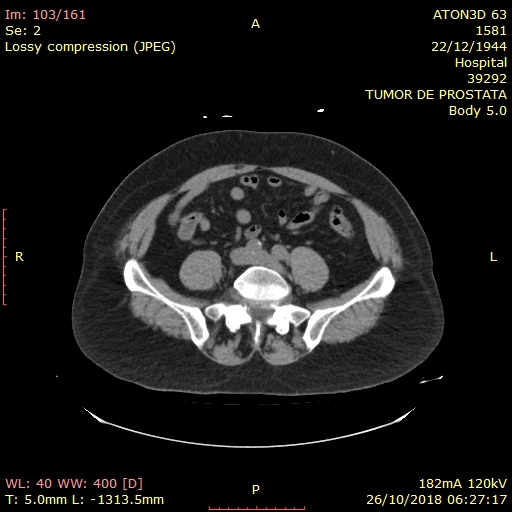 Im: 103/161
Se: 2
Lossy compression (JPEG)
A
ATON3D 63
1581
22/12/1944
Hospital
39292
TUMOR DE PROSTATA
Body 5.0
R
L
WL: 40 WW: 400 [D]
T: 5.0mm L: -1313.5mm
P
182mA 120kV
26/10/2018 06:27:17